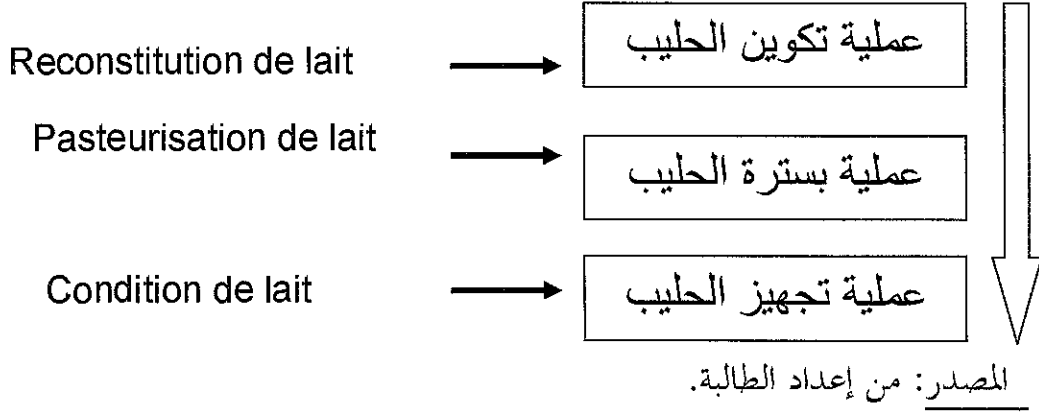 Reconstitution de lait
عملية تكوين الحليب
Pasteurisation de lait
عملية بسترة الحليب
Condition de lait
عملية تجهيز الحليب
المصدر: من إعداد الطالبة.